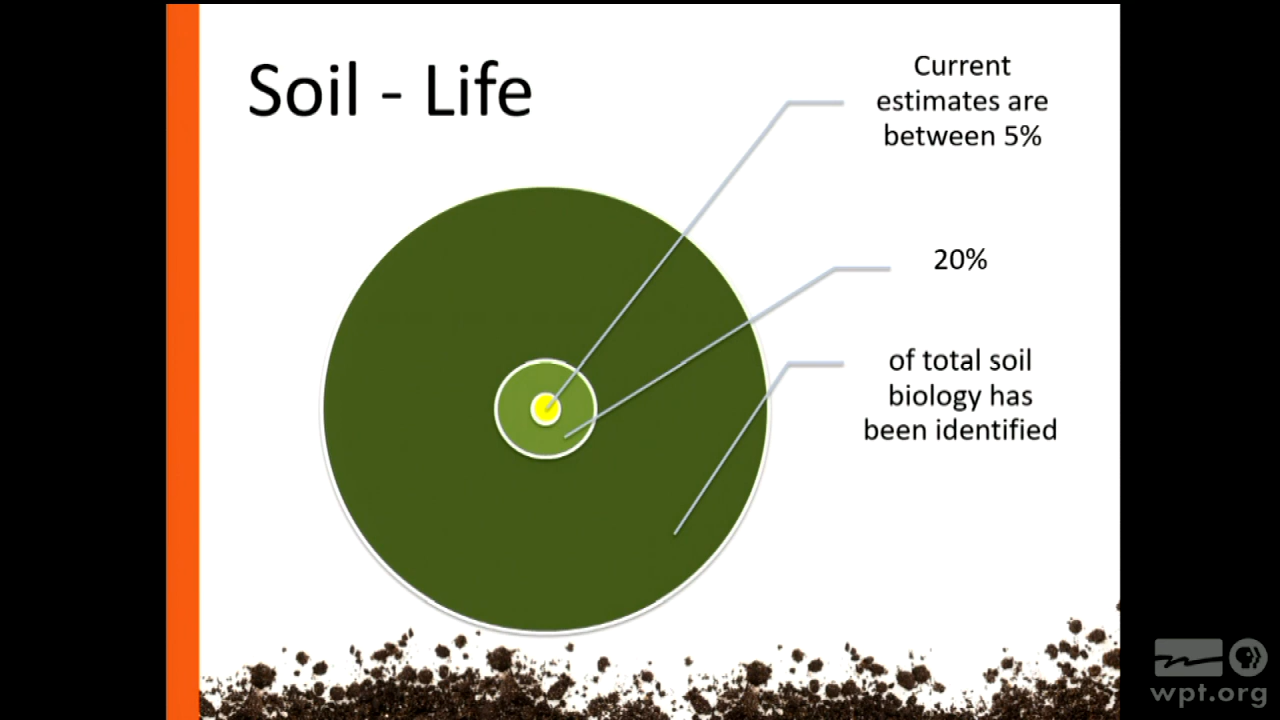 Soil - Life
Current
estimates are
between 5%
20%
of total soil
biology has
been identified
wpt.org